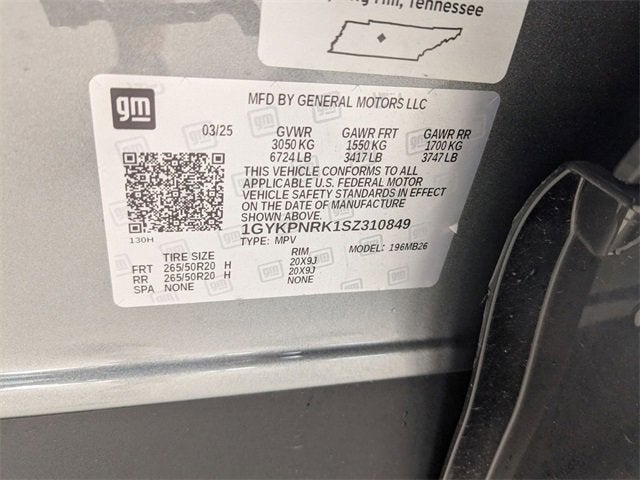 Hill, Tennessee
gm
MFD BY GENERAL MOTORS LLC
03/25 GVWR GAWR FRT GAWR RR
3050 KG 1550 KG 1700 KG
6724 LB 3417 LB 3747 LB
THIS VEHICLE CONFORMS TO ALL
APPLICABLE U.S. FEDERAL MOTOR
VEHICLE SAFETY STANDARDS IN EFFECT
ON THE DATE OF MANUFACTURE
SHOWN ABOVE.
1GYKPNRK1SZ310849
130H TYPE: MPV MODEL: 196MB26
TIRE SIZE RIM
FRT 265/50R20 H 20X9J
RR 265/50R20 H 20X9J
SPA NONE NONE